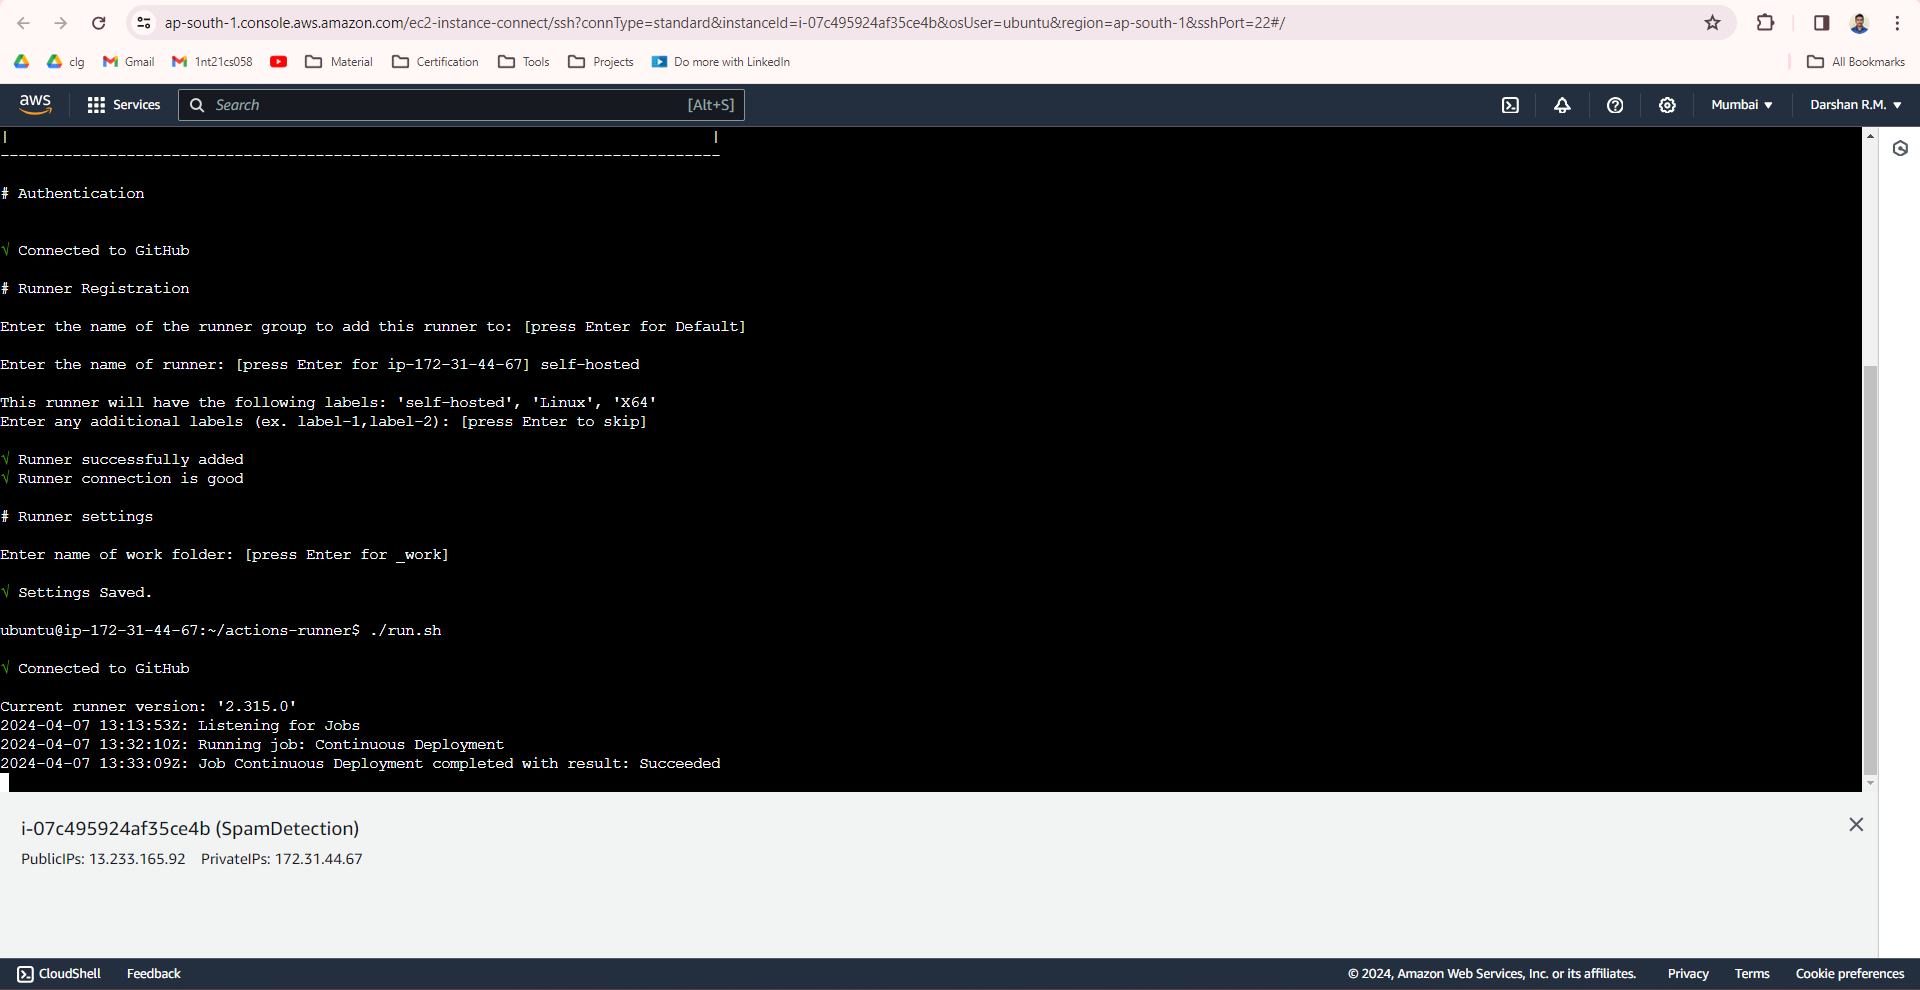 ap-south-1.console.aws.amazon.com/ec2-instance-connect/ssh?connType=standard&instanceId=i-07c495924af35ce4b&osUser=ubuntu&region=ap-south-1&sshPort=22#/
clg Gmail 1nt21cs058 Material Certification Tools Projects Do more with LinkedIn All Bookmarks
aws Services Search [Alt+S] Mumbai Darshan R.M.
| |
--------------------------------------------------------------------------------
# Authentication
√ Connected to GitHub
# Runner Registration
Enter the name of the runner group to add this runner to: [press Enter for Default]
Enter the name of runner: [press Enter for ip-172-31-44-67] self-hosted
This runner will have the following labels: 'self-hosted', 'Linux', 'X64'
Enter any additional labels (ex. label-1,label-2): [press Enter to skip]
√ Runner successfully added
√ Runner connection is good
# Runner settings
Enter name of work folder: [press Enter for _work]
√ Settings Saved.
ubuntu@ip-172-31-44-67:~/actions-runner$ ./run.sh
√ Connected to GitHub
Current runner version: '2.315.0'
2024-04-07 13:13:53Z: Listening for Jobs
2024-04-07 13:32:10Z: Running job: Continuous Deployment
2024-04-07 13:33:09Z: Job Continuous Deployment completed with result: Succeeded
i-07c495924af35ce4b (SpamDetection)
PublicIPs: 13.233.165.92 PrivateIPs: 172.31.44.67
CloudShell Feedback © 2024, Amazon Web Services, Inc. or its affiliates. Privacy Terms Cookie preferences